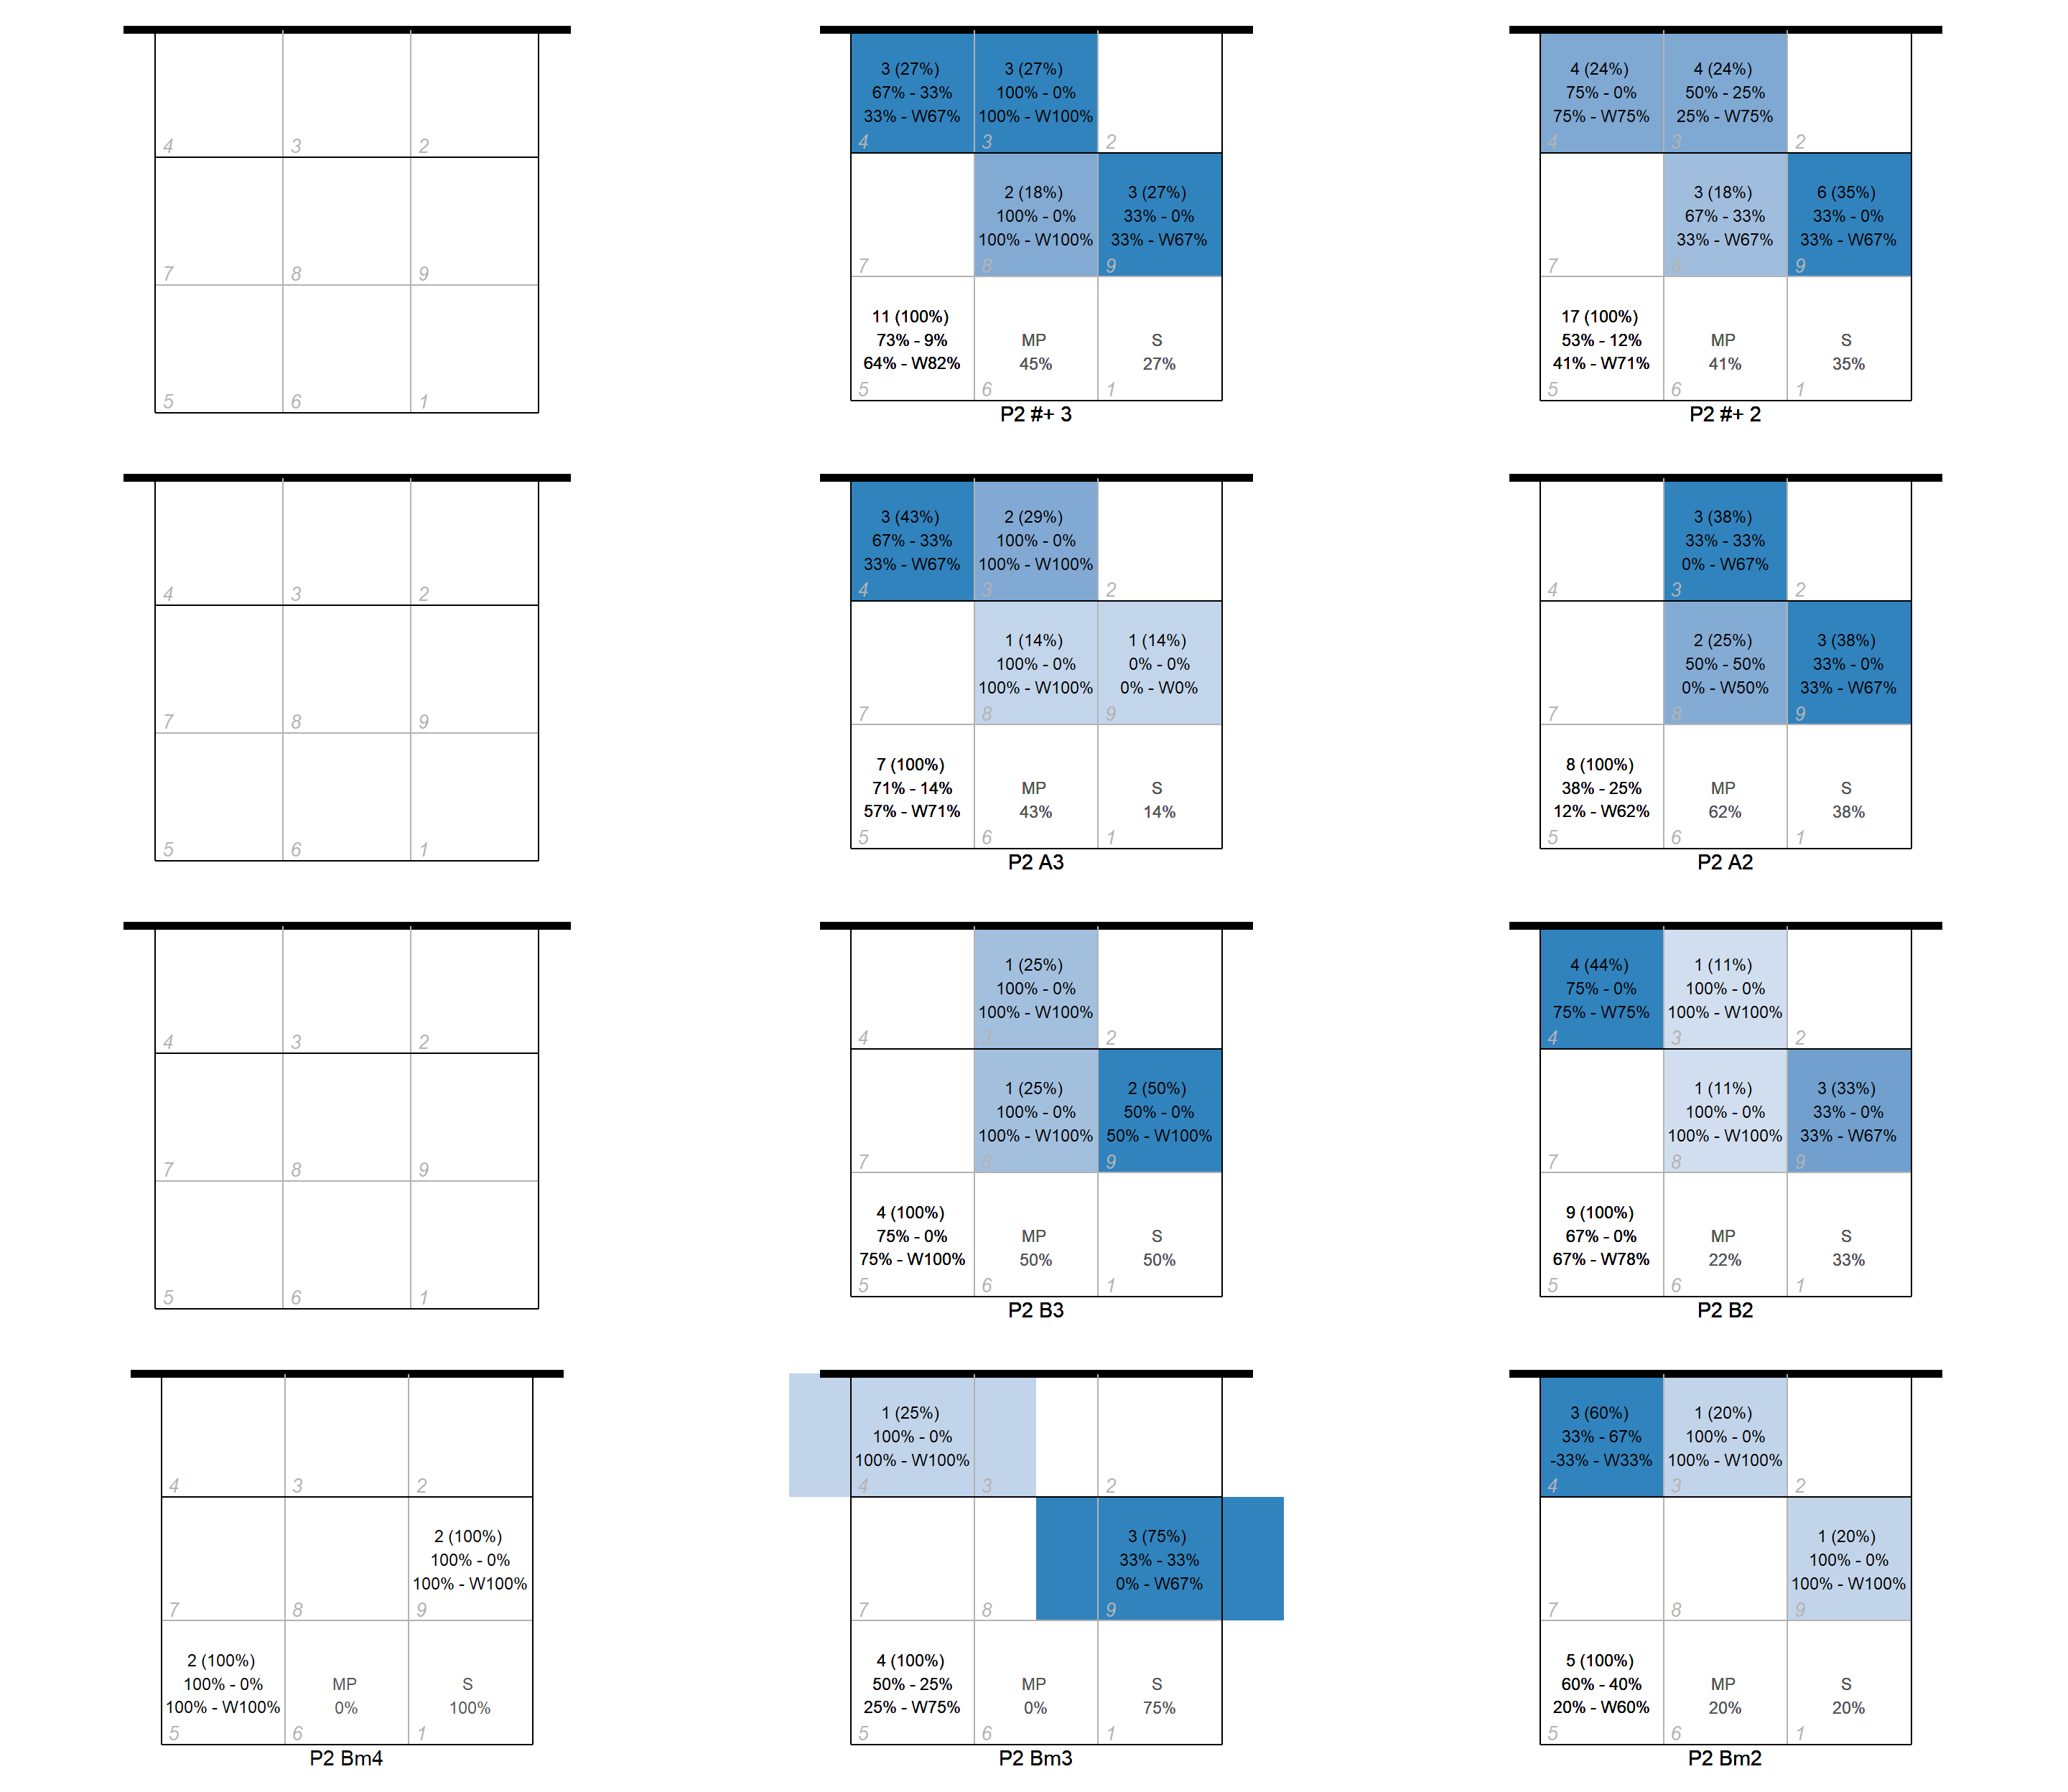 4 3 2
7 8 9
5 6 1
3 (27%)
67% - 33%
33% - W67%
4
3 (27%)
100% - 0%
100% - W100%
3
2
7
2 (18%)
100% - 0%
100% - W100%
8
3 (27%)
33% - 0%
33% - W67%
9
11 (100%)
73% - 9%
64% - W82%
5
MP
45%
6
S
27%
1
P2 #+ 3
4 (24%)
75% - 0%
75% - W75%
4
4 (24%)
50% - 25%
25% - W75%
3
2
7
3 (18%)
67% - 33%
33% - W67%
8
6 (35%)
33% - 0%
33% - W67%
9
17 (100%)
53% - 12%
41% - W71%
5
MP
41%
6
S
35%
1
P2 #+ 2
4 3 2
7 8 9
5 6 1
3 (43%)
67% - 33%
33% - W67%
4
2 (29%)
100% - 0%
100% - W100%
3
2
7
1 (14%)
100% - 0%
100% - W100%
8
1 (14%)
0% - 0%
0% - W0%
9
7 (100%)
71% - 14%
57% - W71%
5
MP
43%
6
S
14%
1
P2 A3
4
3 (38%)
33% - 33%
0% - W67%
3
2
7
2 (25%)
50% - 50%
0% - W50%
8
3 (38%)
33% - 0%
33% - W67%
9
8 (100%)
38% - 25%
12% - W62%
5
MP
62%
6
S
38%
1
P2 A2
4 3 2
7 8 9
5 6 1
4
1 (25%)
100% - 0%
100% - W100%
3
2
7
1 (25%)
100% - 0%
100% - W100%
8
2 (50%)
50% - 0%
50% - W100%
9
4 (100%)
75% - 0%
75% - W100%
5
MP
50%
6
S
50%
1
P2 B3
4 (44%)
75% - 0%
75% - W75%
4
1 (11%)
100% - 0%
100% - W100%
3
2
7
1 (11%)
100% - 0%
100% - W100%
8
3 (33%)
33% - 0%
33% - W67%
9
9 (100%)
67% - 0%
67% - W78%
5
MP
22%
6
S
33%
1
P2 B2
4
3
2
7
8
2 (100%)
100% - 0%
100% - W100%
9
2 (100%)
100% - 0%
100% - W100%
5
MP
0%
6
S
100%
1
P2 Bm4
1 (25%)
100% - 0%
100% - W100%
4
3
2
7
8
3 (75%)
33% - 33%
0% - W67%
9
4 (100%)
50% - 25%
25% - W75%
5
MP
0%
6
S
75%
1
P2 Bm3
3 (60%)
33% - 67%
-33% - W33%
4
1 (20%)
100% - 0%
100% - W100%
3
2
7
8
1 (20%)
100% - 0%
100% - W100%
9
5 (100%)
60% - 40%
20% - W60%
5
MP
20%
6
S
20%
1
P2 Bm2